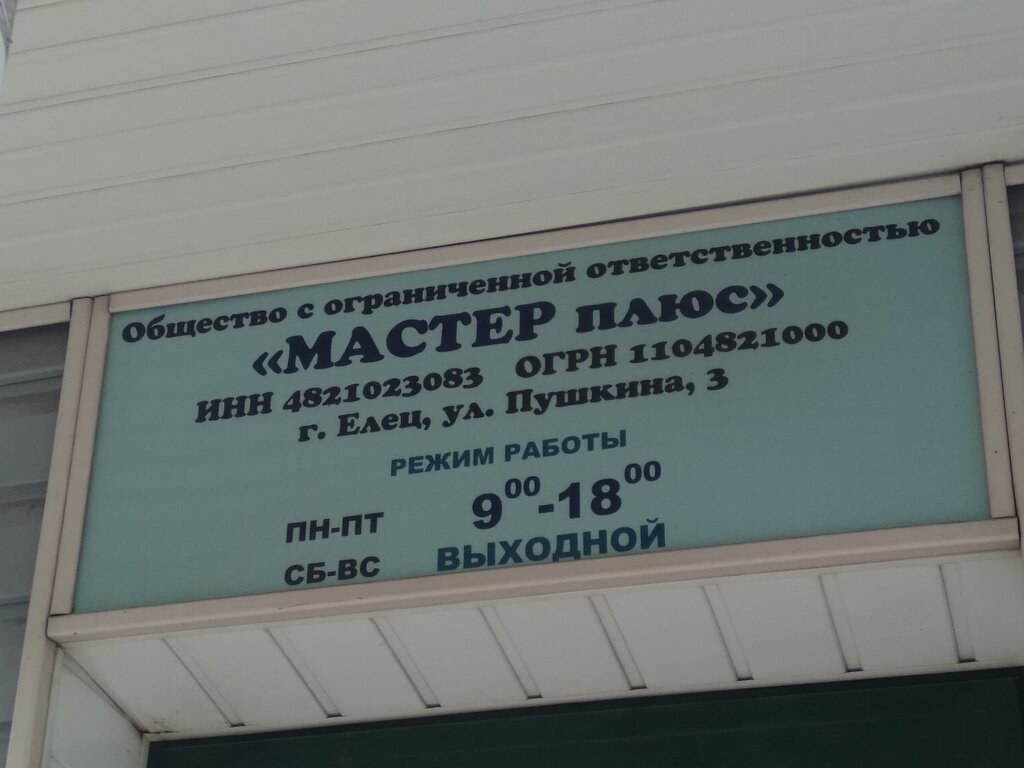 Общество с ограниченной ответственностью
«МАСТЕР плюс»
ИНН 4821023083 ОГРН 1104821000
г. Елец, ул. Пушкина, 3
РЕЖИМ РАБОТЫ
ПН-ПТ 9⁰⁰-18⁰⁰
СБ-ВС ВЫХОДНОЙ